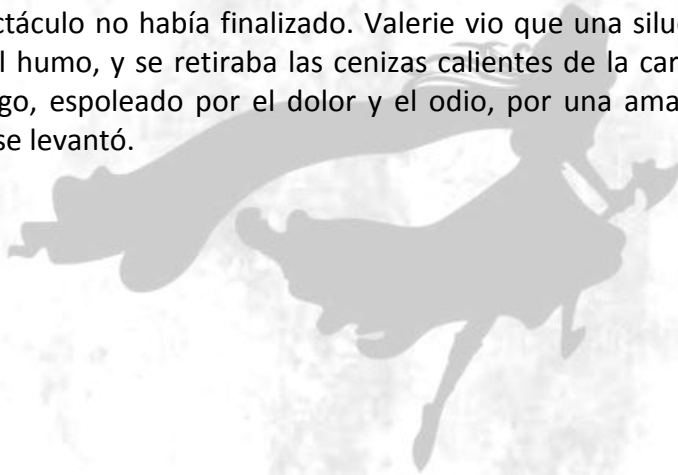 ctáculo no había finalizado. Valerie vio que una silu
l humo, y se retiraba las cenizas calientes de la car
go, espoleado por el dolor y el odio, por una ama
se levantó.